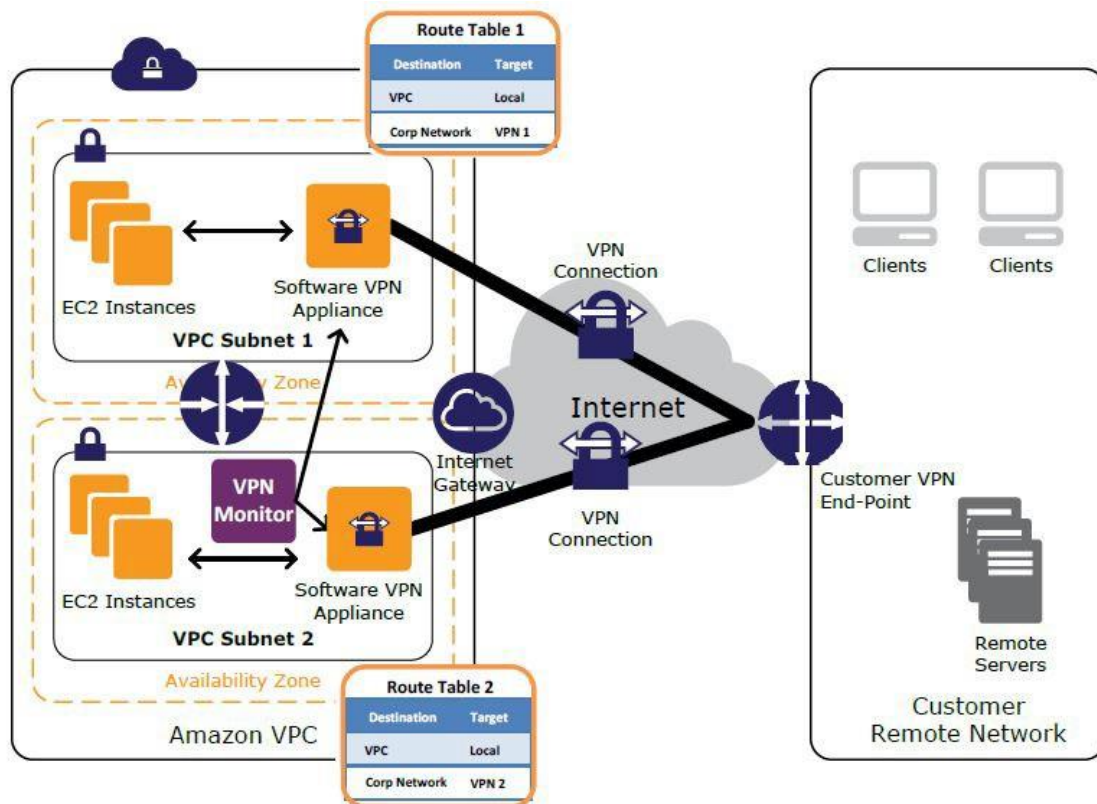 Route Table 1
Destination Target
VPC Local
Corp Network VPN 1
EC2 Instances
Software VPN
Appliance
VPC Subnet 1
Availability Zone
VPN
Connection
Internet
Internet
Gateway
VPN
Connection
VPN
Monitor
EC2 Instances
Software VPN
Appliance
VPC Subnet 2
Availability Zone
Amazon VPC
Route Table 2
Destination Target
VPC Local
Corp Network VPN 2
Clients
Clients
Customer VPN
End-Point
Remote
Servers
Customer
Remote Network